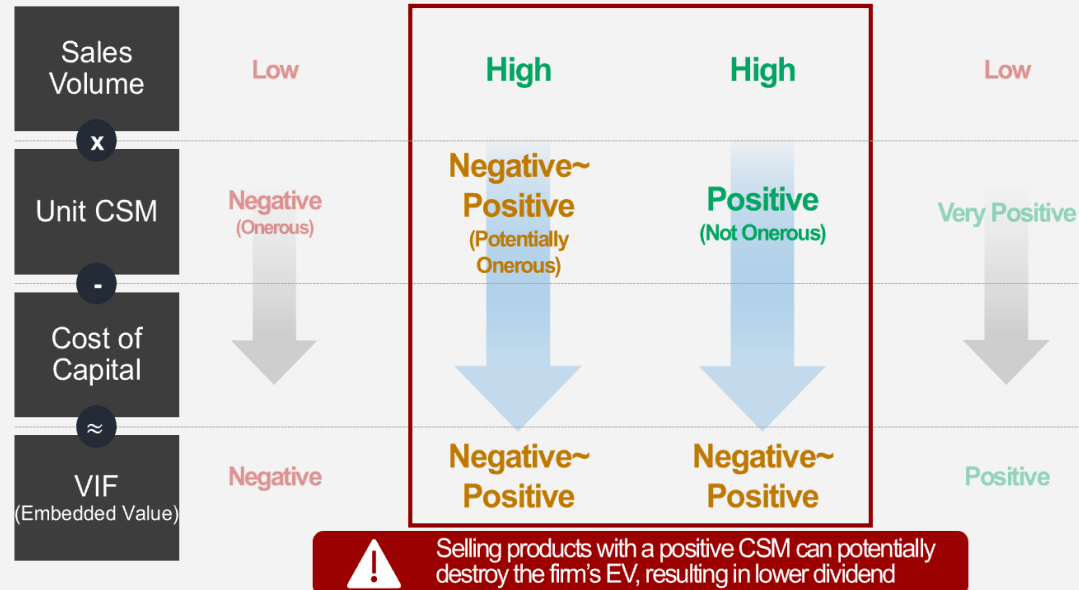 Sales
Volume
Low
High
High
Low
x
Unit CSM
Negative
(Onerous)
Negative~
Positive
(Potentially
Onerous)
Positive
(Not Onerous)
Very Positive
-
Cost of
Capital
≈
VIF
(Embedded Value)
Negative
Negative~
Positive
Negative~
Positive
Positive
Selling products with a positive CSM can potentially
destroy the firm's EV, resulting in lower dividend